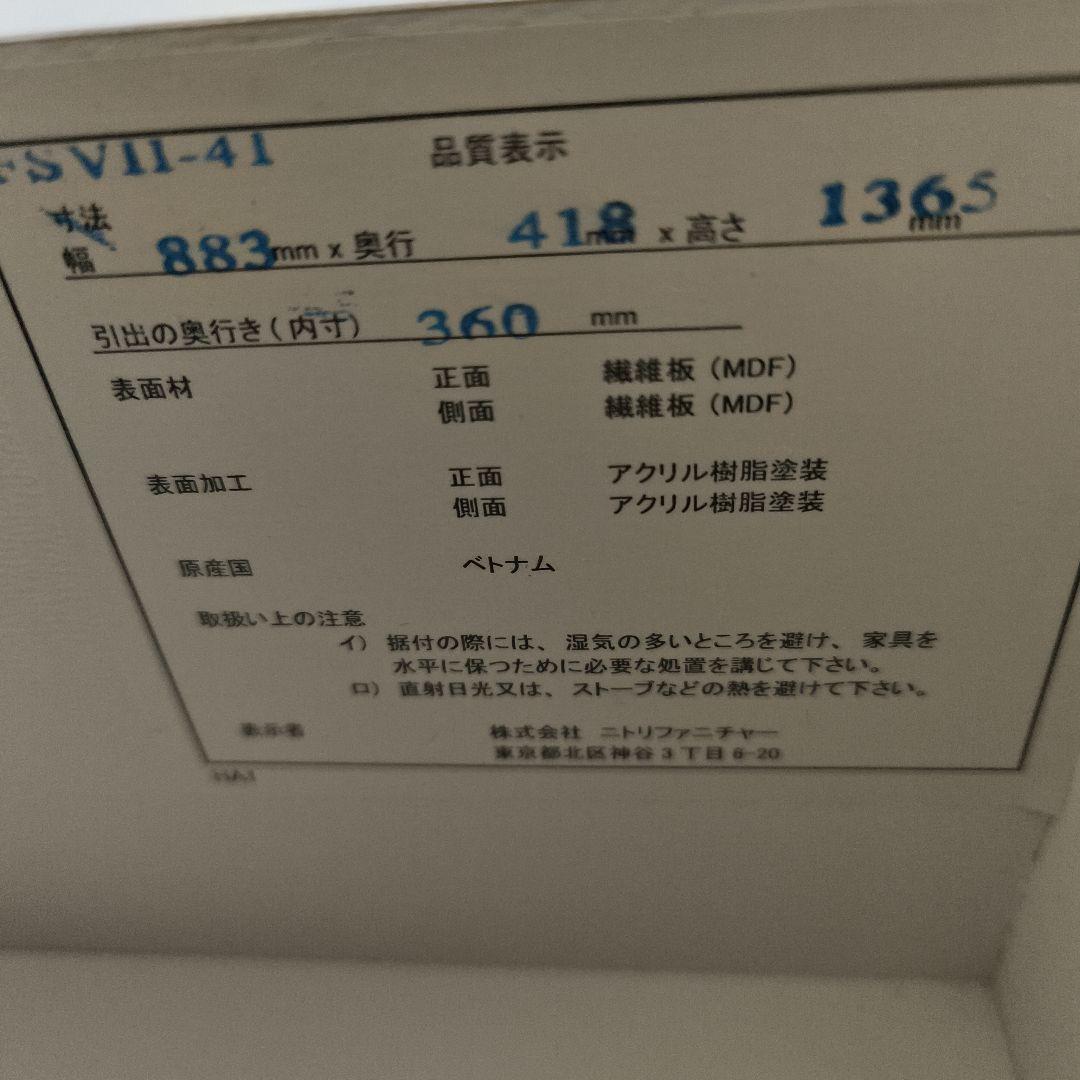 FSVII-41 品質表示
寸法
幅 883mm x 奥行 418mm x 高さ 1365mm
引出の奥行き(内寸) 360 mm
表面材 正面 繊維板(MDF)
側面 繊維板(MDF)
表面加工 正面 アクリル樹脂塗装
側面 アクリル樹脂塗装
原産国 ベトナム
取扱い上の注意
イ) 据付の際には、湿気の多いところを避け、家具を
水平に保つために必要な処置を講じて下さい。
ロ) 直射日光又は、ストーブなどの熱を避けて下さい。
表示者 株式会社 ニトリファニチャー
東京都北区神谷3丁目6-20